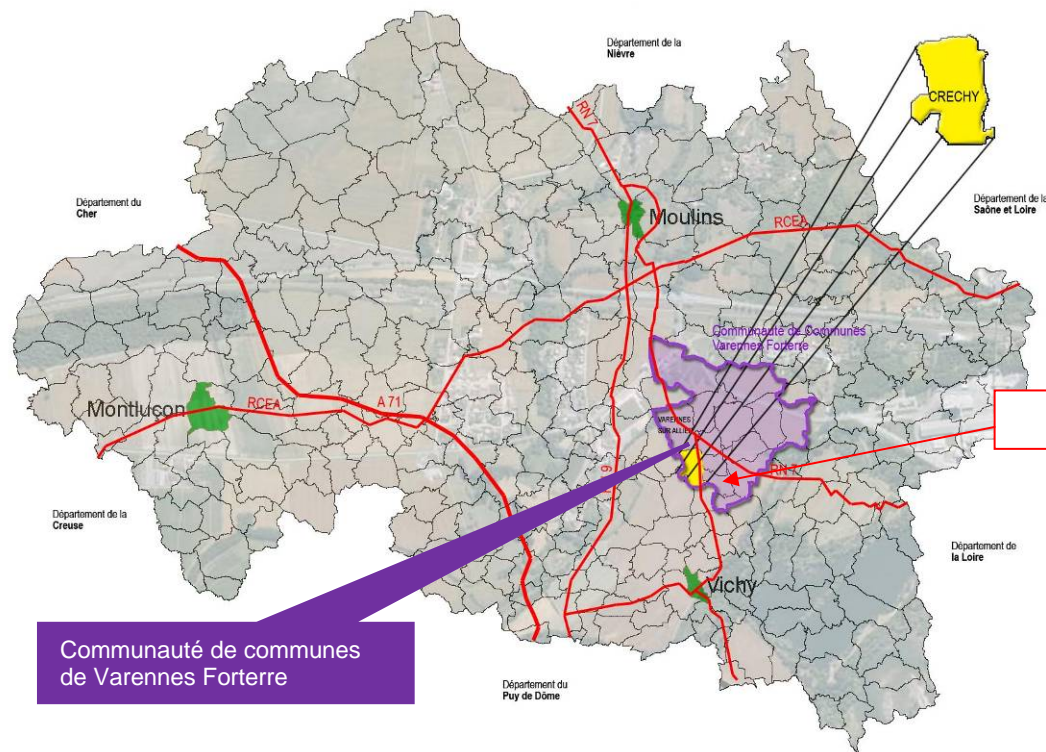 Département de la
Nièvre
CRECHY
RN 7
Département du
Cher
Moulins
Département de la
Saône et Loire
RCEA
Communauté de Communes
Varennes Forterre
Montluçon
RCEA
A 71
VARENNES
SUR ALLIER
9
RN 7
Département de la
Creuse
Département de
la Loire
Vichy
Communauté de communes
de Varennes Forterre
Département du
Puy de Dôme